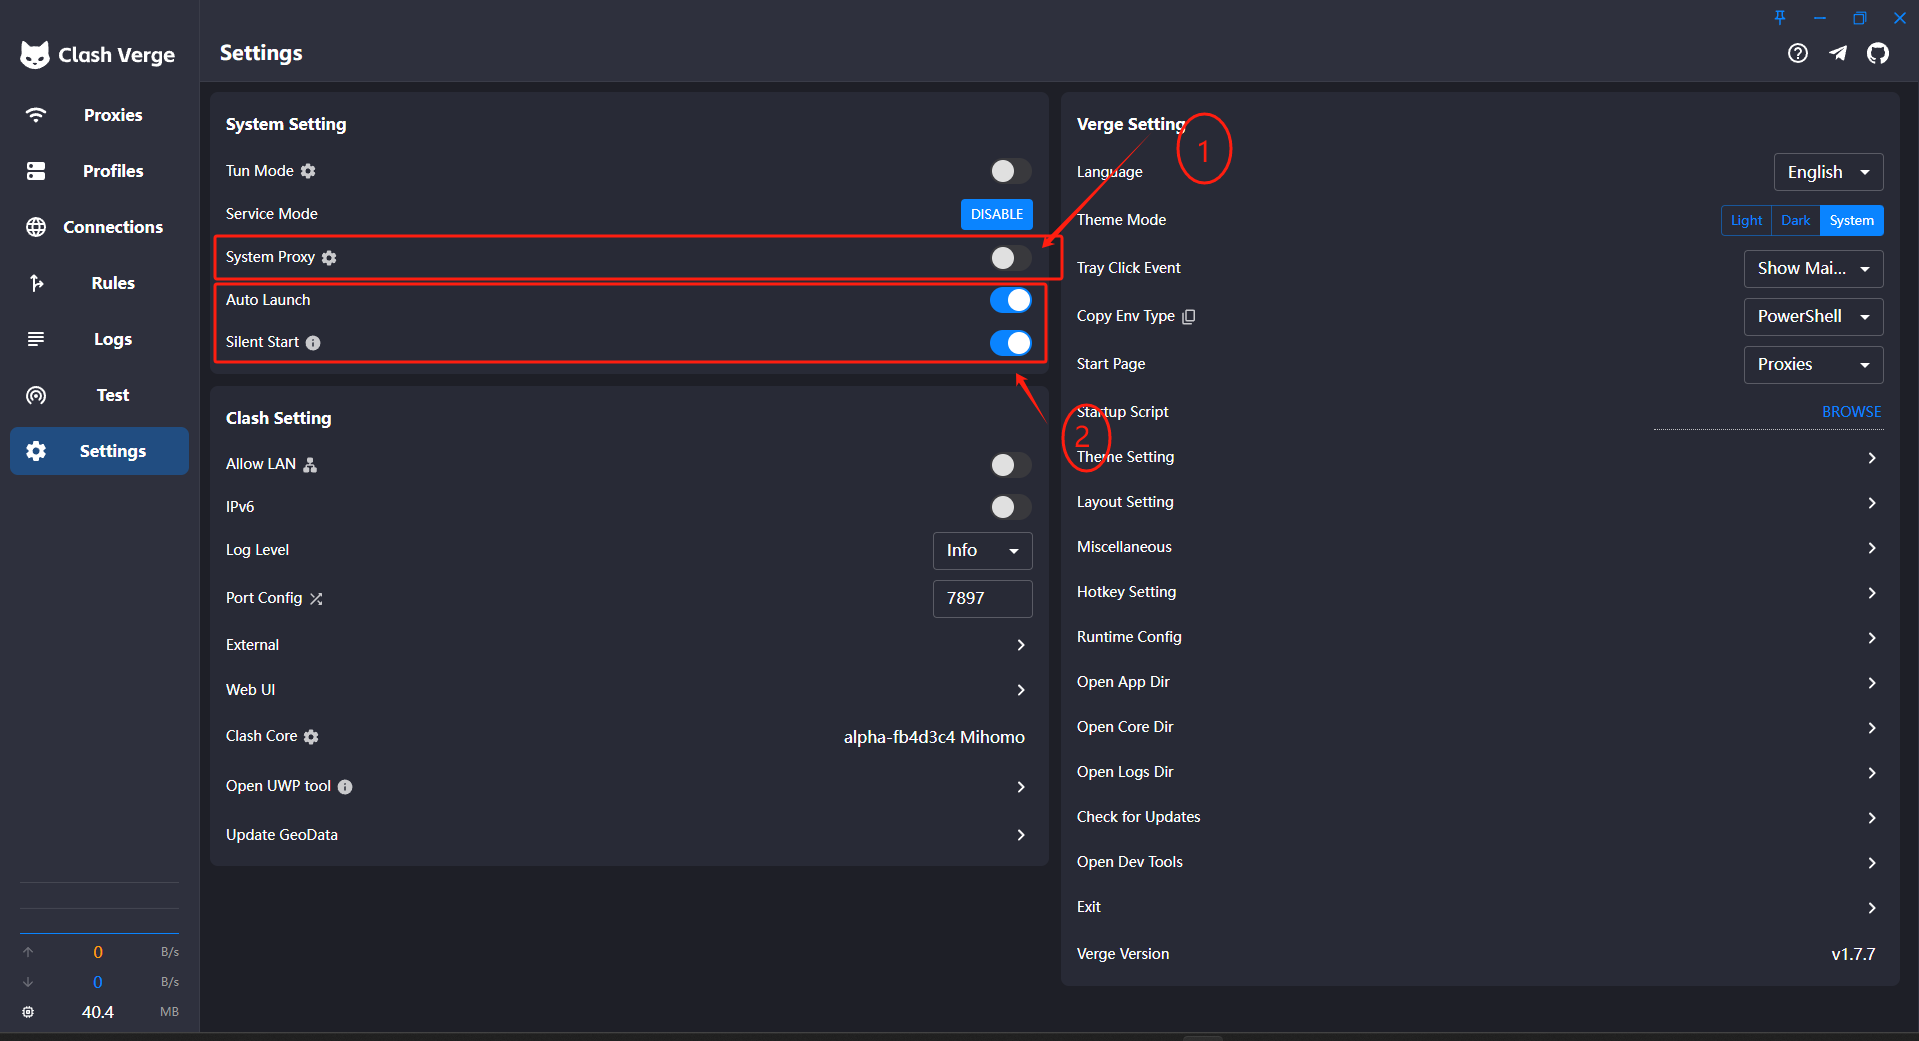 Clash Verge
Proxies
Profiles
Connections
Rules
Logs
Test
Settings
0 B/s
0 B/s
40.4 MB
Settings
System Setting
Tun Mode
Service Mode DISABLE
System Proxy
Auto Launch
Silent Start
Clash Setting
Allow LAN
IPv6
Log Level Info
Port Config 7897
External
Web UI
Clash Core alpha-fb4d3c4 Mihomo
Open UWP tool
Update GeoData
Verge Setting
1
Language English
Theme Mode Light Dark System
Tray Click Event Show Mai...
Copy Env Type PowerShell
Start Page Proxies
Startup Script BROWSE
2
Theme Setting
Layout Setting
Miscellaneous
Hotkey Setting
Runtime Config
Open App Dir
Open Core Dir
Open Logs Dir
Check for Updates
Open Dev Tools
Exit
Verge Version v1.7.7